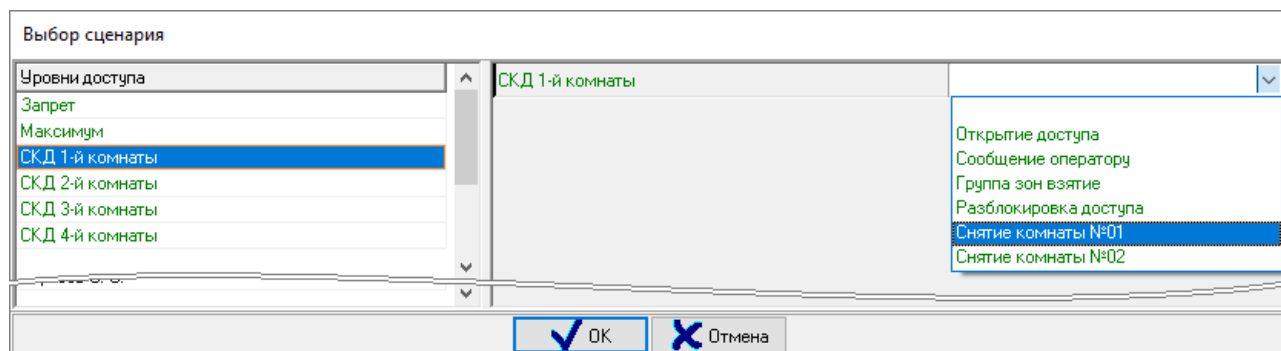 Выбор сценария
Уровни доступа
Запрет
Максимум
СКД 1-й комнаты
СКД 2-й комнаты
СКД 3-й комнаты
СКД 4-й комнаты
СКД 1-й комнаты
Открытие доступа
Сообщение оператору
Группа зон взятие
Разблокировка доступа
Снятие комнаты №01
Снятие комнаты №02
OK
Отмена